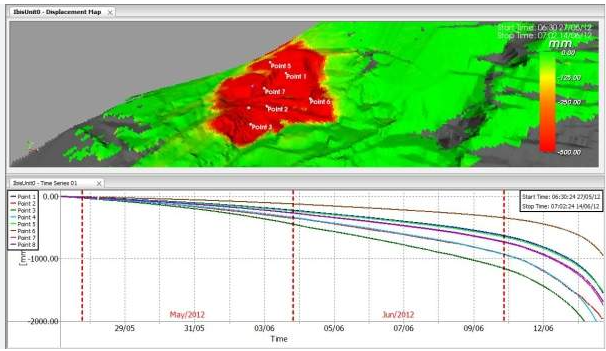 IbisUnit0 - Displacement Map
Start Time: 06:30 27/05/12
Stop Time: 07:02 14/06/12
mm
0.00
-125.00
-250.00
-500.00
Point 5
Point 1
Point 7
Point 6
Point 2
Point 3
IbisUnit0 - Time Series 01
Point 1
Point 2
Point 3
Point 5
Point 6
Point 7
Point 8
Start Time: 06:30:24 27/05/12
Stop Time: 07:02:24 14/06/12
0.00
-1000.00
-2000.00
[mm
May/2012
Jun/2012
29/05
31/05
03/06
05/06
07/06
09/06
12/06
Time